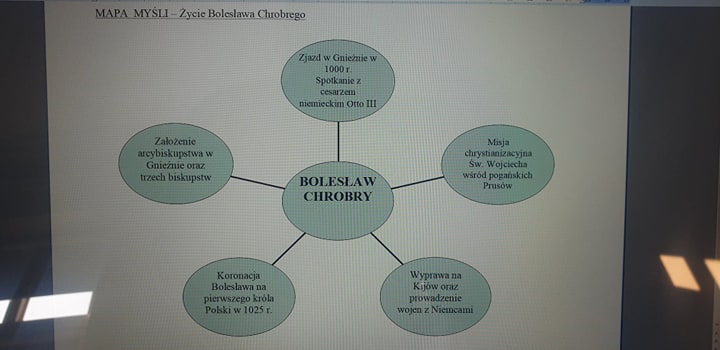 MAPA MYŚLI – Życie Bolesława Chrobrego
Zjazd w Gnieźnie w
1000 r.
Spotkanie z
cesarzem
niemieckim Otto III
Założenie
arcybiskupstwa w
Gnieźnie oraz
trzech biskupstw
Misja
chrystianizacyjna
Św. Wojciecha
wśród pogańskich
Prusów
BOLESŁAW
CHROBRY
Koronacja
Bolesława na
pierwszego króla
Polski w 1025 r.
Wyprawa na
Kijów oraz
prowadzenie
wojen z Niemcami